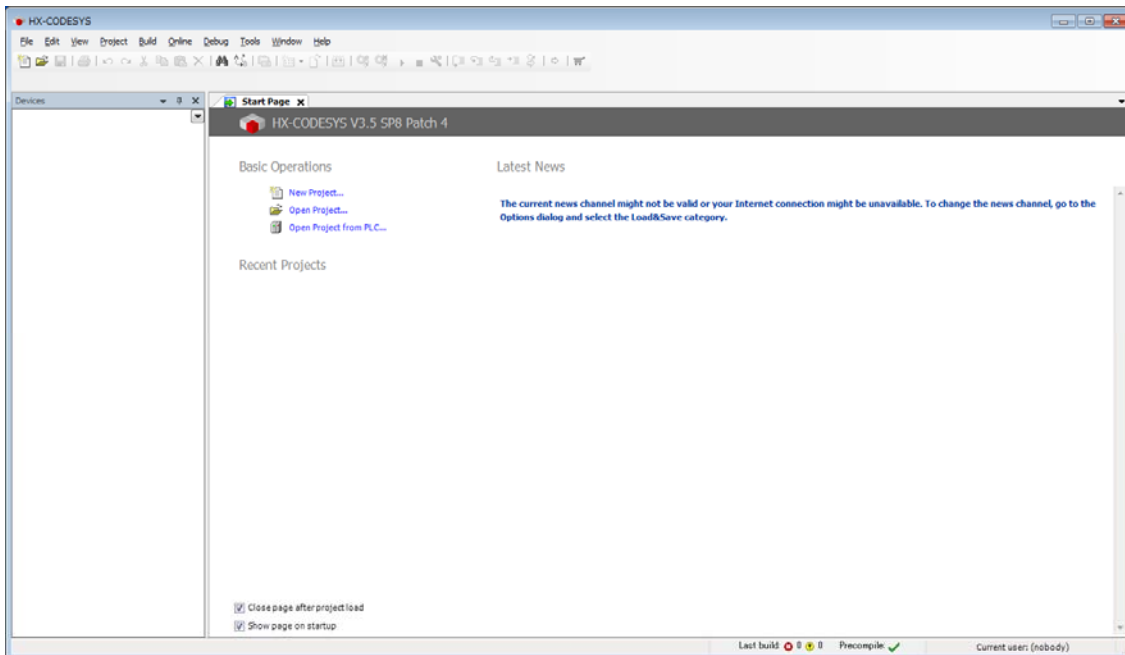 HX-CODESYS
File Edit View Project Build Online Debug Tools Window Help
Devices
Start Page
HX-CODESYS V3.5 SP8 Patch 4
Basic Operations
New Project...
Open Project...
Open Project from PLC...
Recent Projects
Latest News
The current news channel might not be valid or your Internet connection might be unavailable. To change the news channel, go to the
Options dialog and select the Load&Save category.
Close page after project load
Show page on startup
Last build: 0 0 Precompile: Current user: (nobody)